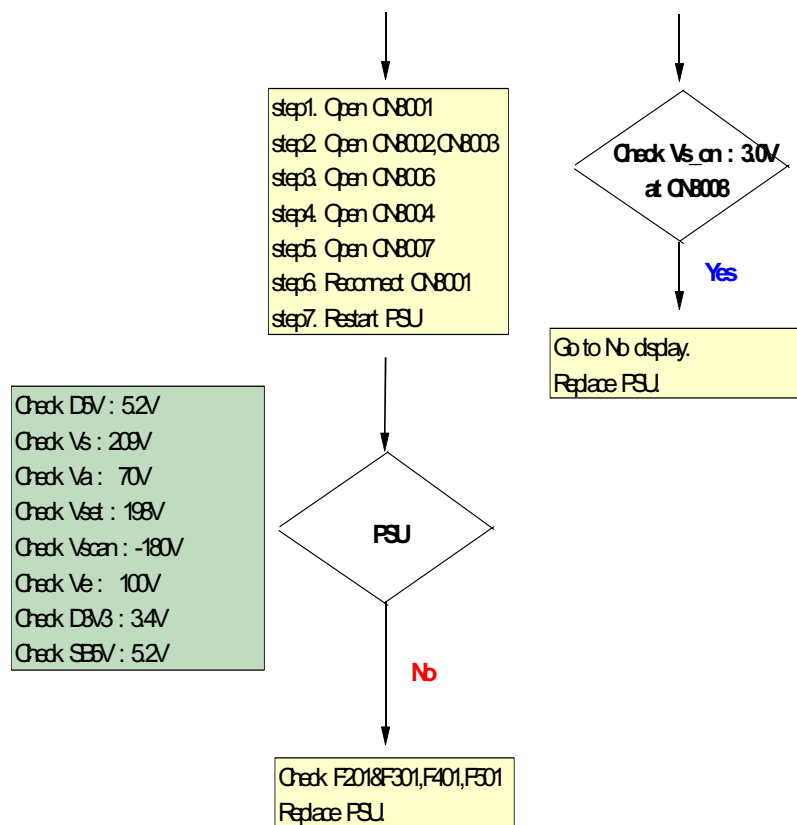 step1. Open CN8001
step2. Open CN8002,CN8003
step3. Open CN8006
step4. Open CN8004
step5. Open CN8007
step6. Reconnect CN8001
step7. Restart PSU
Check Vs_on : 3.0V
at CN8008
Yes
Go to No display.
Replace PSU.
Check D5V : 5.2V
Check Vs : 209V
Check Va : 70V
Check Vset : 198V
Check Vscan : -180V
Check Ve : 100V
Check D3V3 : 3.4V
Check SB5V : 5.2V
PSU
No
Check F201&F301,F401,F501
Replace PSU.